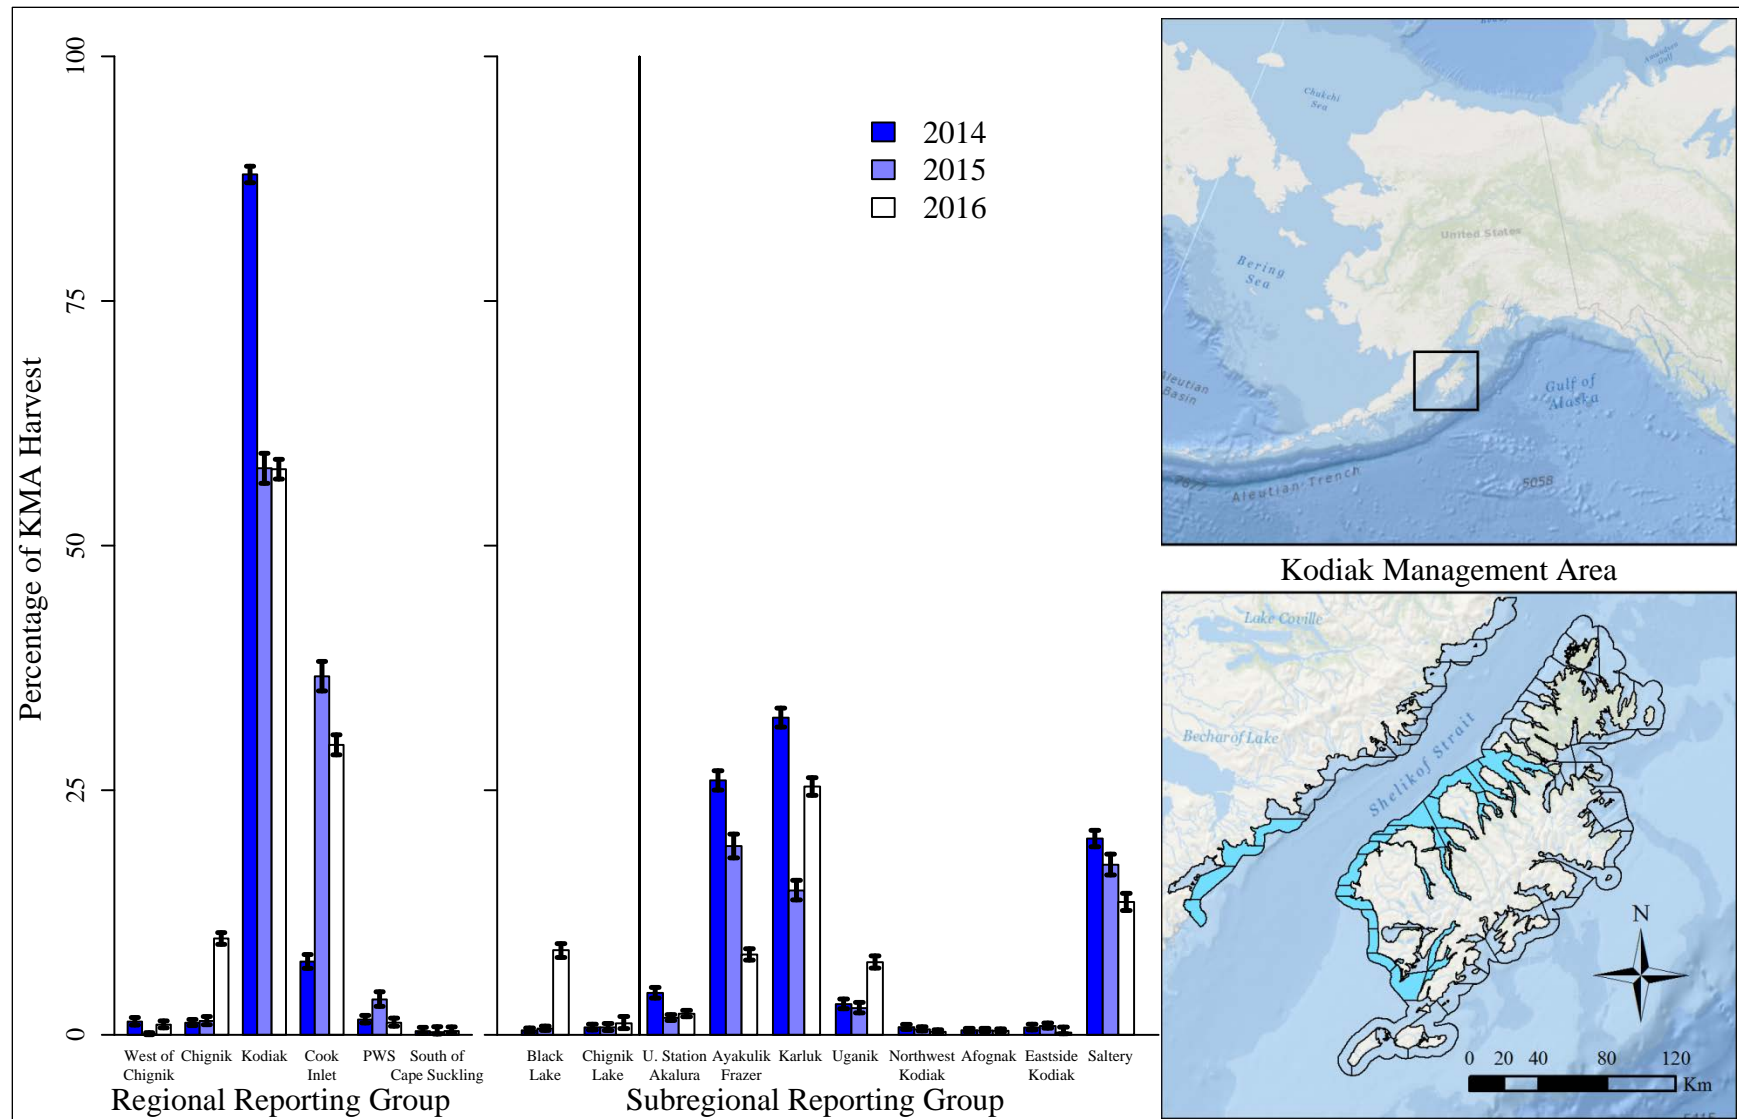 Percentage of KMA Harvest
100
75
50
25
0
2014
2015
2016
West of
Chignik
Chignik
Kodiak
Cook
Inlet
PWS
South of
Cape Suckling
Regional Reporting Group
Black
Lake
Chignik
Lake
U. Station
Akalura
Ayakulik
Frazer
Karluk
Uganik
Northwest
Kodiak
Afognak
Eastside
Kodiak
Saltery
Subregional Reporting Group
Amundsen
Gulf
Chukchi
Sea
United States
Bering
Sea
Aleutian
Basin
Gulf of
Alaska
7677
Aleutian Trench
5058
Kodiak Management Area
Lake Coville
Becharof Lake
Shelikof Strait
N
0 20 40 80 120
Km